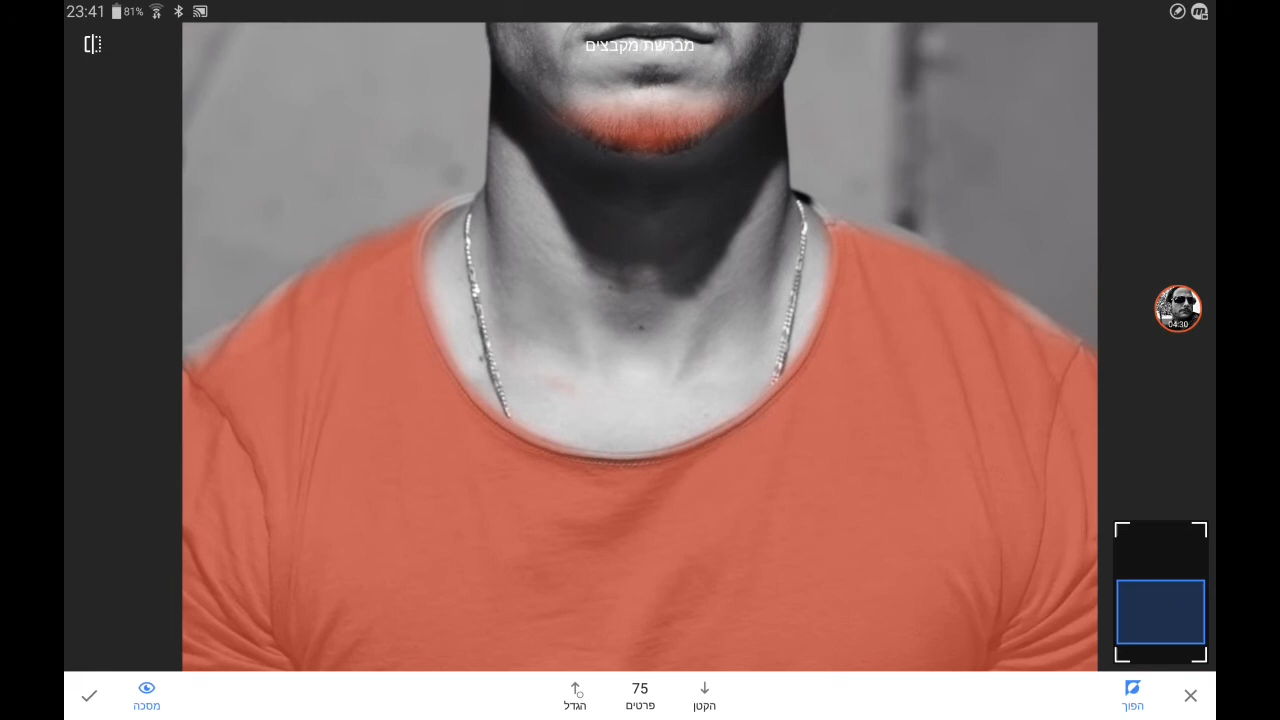 23:41 81%
מברשת מקבצים
04:30
מסכה
הגדל
75
פרטים
הקטן
הפוך